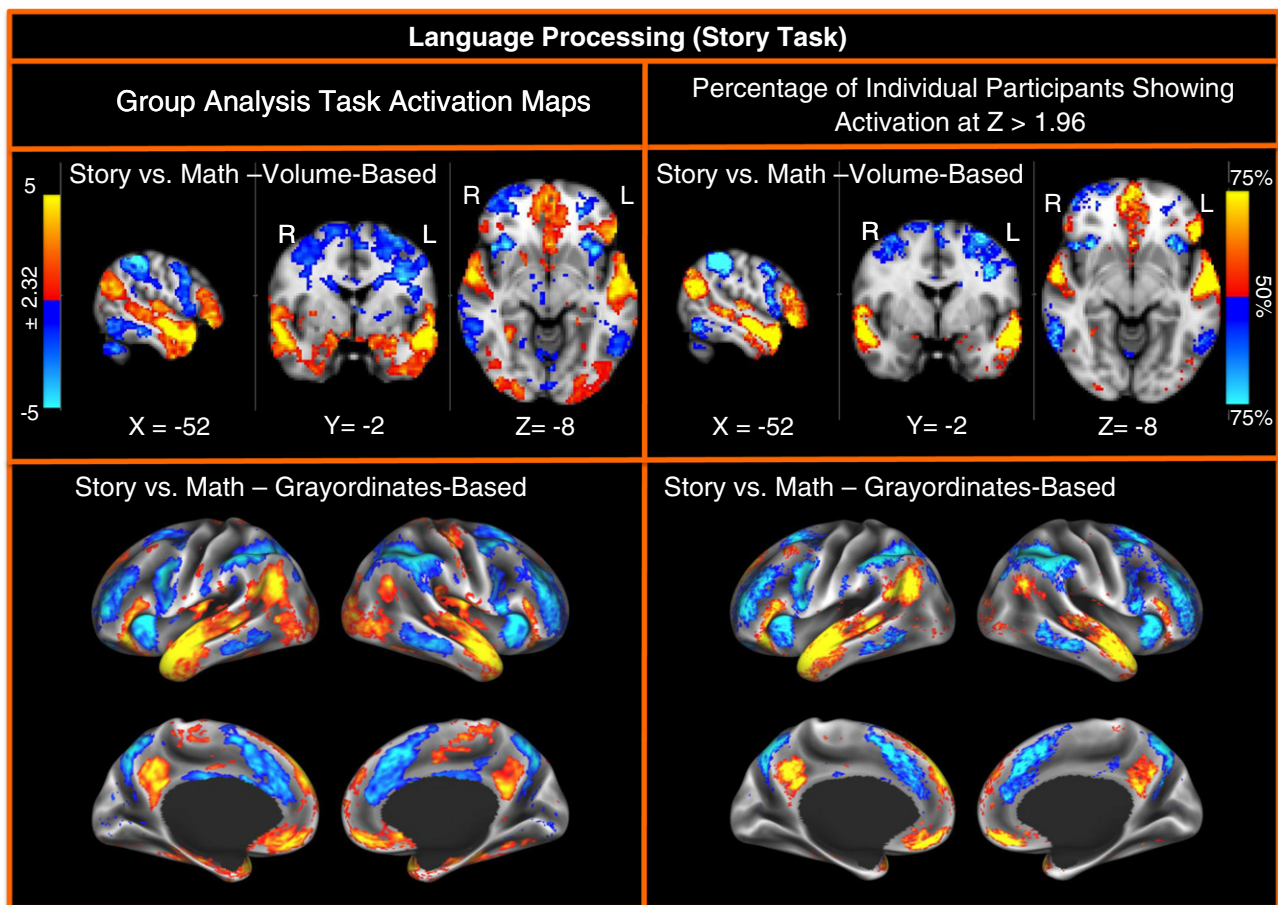 Language Processing (Story Task)
Group Analysis Task Activation Maps
Percentage of Individual Participants Showing
Activation at Z > 1.96
Story vs. Math –Volume-Based
5
± 2.32
-5
R
L
R
L
X = -52
Y= -2
Z= -8
Story vs. Math –Volume-Based
R
L
R
L
75%
50%
75%
X = -52
Y= -2
Z= -8
Story vs. Math – Grayordinates-Based
Story vs. Math – Grayordinates-Based